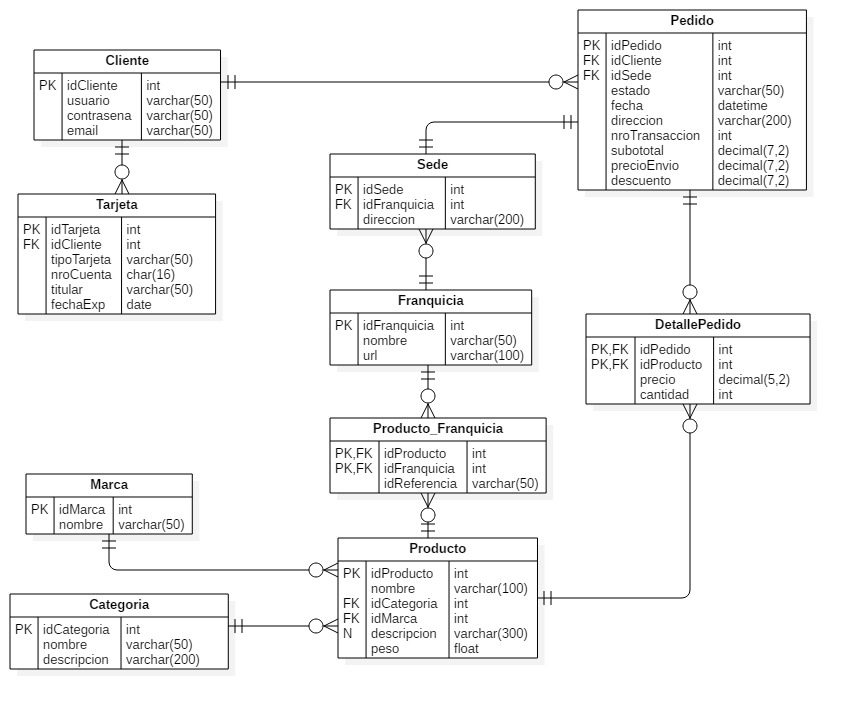 Pedido
PK idPedido int
FK idCliente int
FK idSede int
estado varchar(50)
fecha datetime
direccion varchar(200)
nroTransaccion int
subototal decimal(7,2)
precioEnvio decimal(7,2)
descuento decimal(7,2)
Cliente
PK idCliente int
usuario varchar(50)
contrasena varchar(50)
email varchar(50)
Sede
PK idSede int
FK idFranquicia int
direccion varchar(200)
Tarjeta
PK idTarjeta int
FK idCliente int
tipoTarjeta varchar(50)
nroCuenta char(16)
titular varchar(50)
fechaExp date
Franquicia
PK idFranquicia int
nombre varchar(50)
url varchar(100)
DetallePedido
PK,FK idPedido int
PK,FK idProducto int
precio decimal(5,2)
cantidad int
Producto_Franquicia
PK,FK idProducto int
PK,FK idFranquicia int
idReferencia varchar(50)
Marca
PK idMarca int
nombre varchar(50)
Producto
PK idProducto int
nombre varchar(100)
FK idCategoria int
FK idMarca int
N descripcion varchar(300)
peso float
Categoria
PK idCategoria int
nombre varchar(50)
descripcion varchar(200)